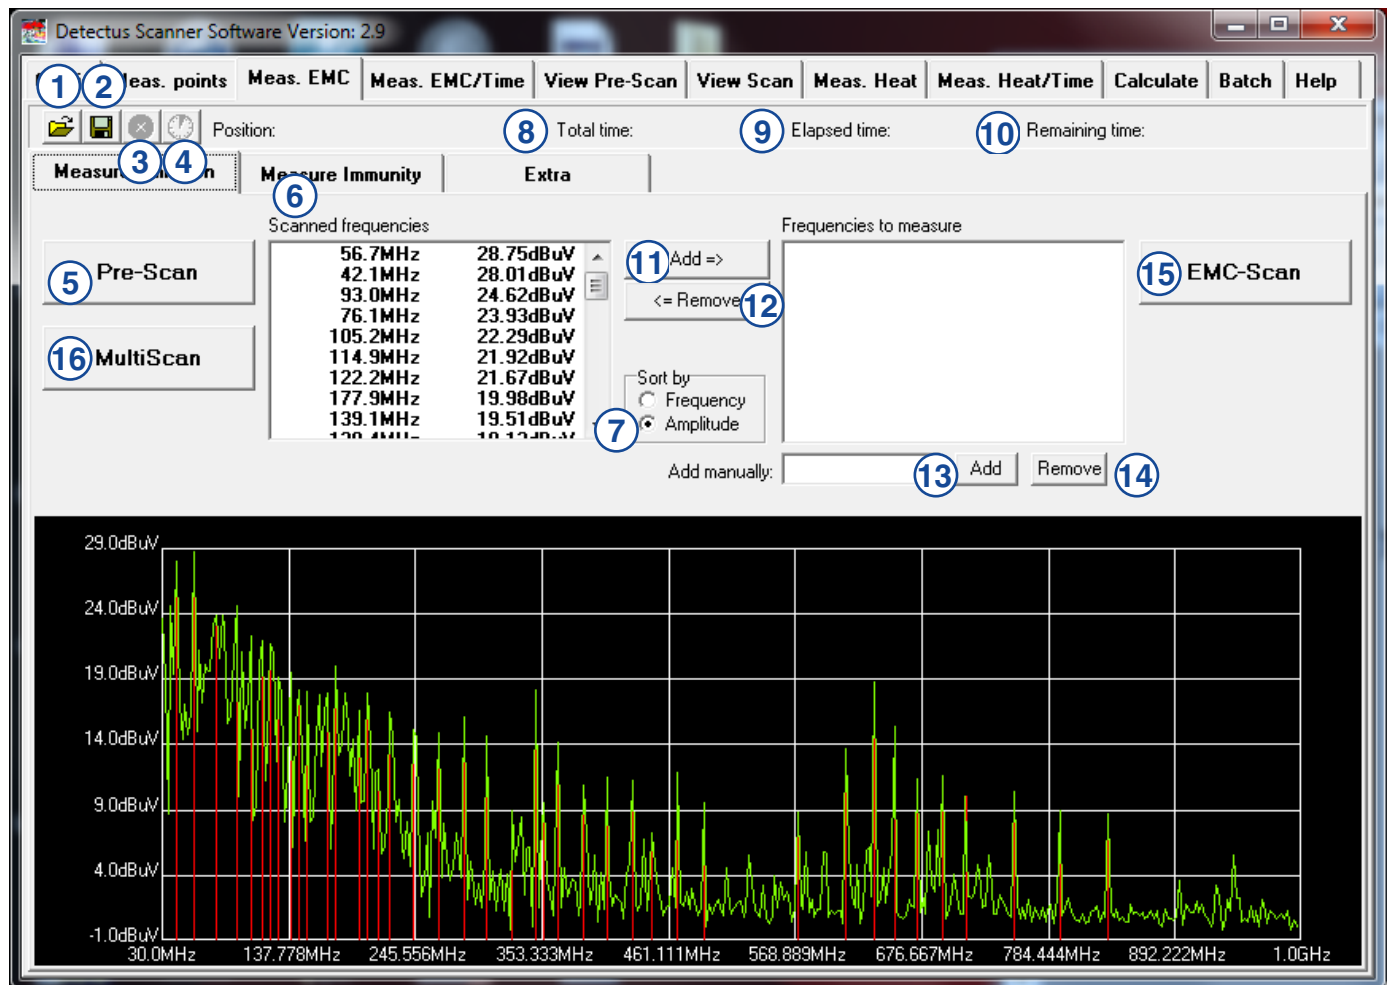 Detectus Scanner Software Version: 2.9
1 2 eas. points Meas. EMC Meas. EMC/Time View Pre-Scan View Scan Meas. Heat Meas. Heat/Time Calculate Batch Help
Position: 8 Total time: 9 Elapsed time: 10 Remaining time:
3 4
Measure n Measure Immunity Extra
6
Scanned frequencies Frequencies to measure
5 Pre-Scan
16 MultiScan
56.7MHz 28.75dBuV
42.1MHz 28.01dBuV
93.0MHz 24.62dBuV
76.1MHz 23.93dBuV
105.2MHz 22.29dBuV
114.9MHz 21.92dBuV
122.2MHz 21.67dBuV
177.9MHz 19.98dBuV
139.1MHz 19.51dBuV
11 Add =>
<= Remove 12
Sort by
Frequency
7 Amplitude
15 EMC-Scan
Add manually: 13 Add Remove 14
29.0dBuV
24.0dBuV
19.0dBuV
14.0dBuV
9.0dBuV
4.0dBuV
-1.0dBuV
30.0MHz 137.778MHz 245.556MHz 353.333MHz 461.111MHz 568.889MHz 676.667MHz 784.444MHz 892.222MHz 1.0GHz